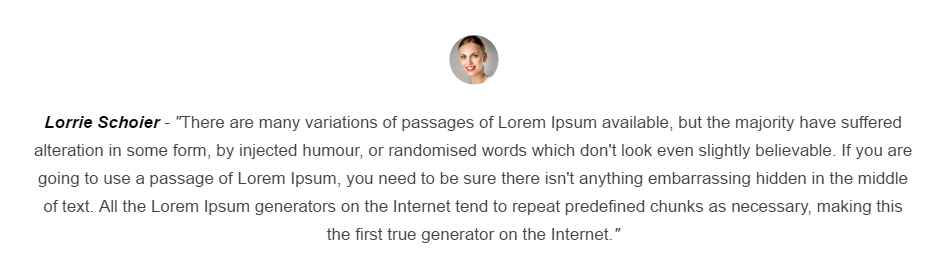 Lorrie Schoier - "There are many variations of passages of Lorem Ipsum available, but the majority have suffered
alteration in some form, by injected humour, or randomised words which don't look even slightly believable. If you are
going to use a passage of Lorem Ipsum, you need to be sure there isn't anything embarrassing hidden in the middle
of text. All the Lorem Ipsum generators on the Internet tend to repeat predefined chunks as necessary, making this
the first true generator on the Internet."